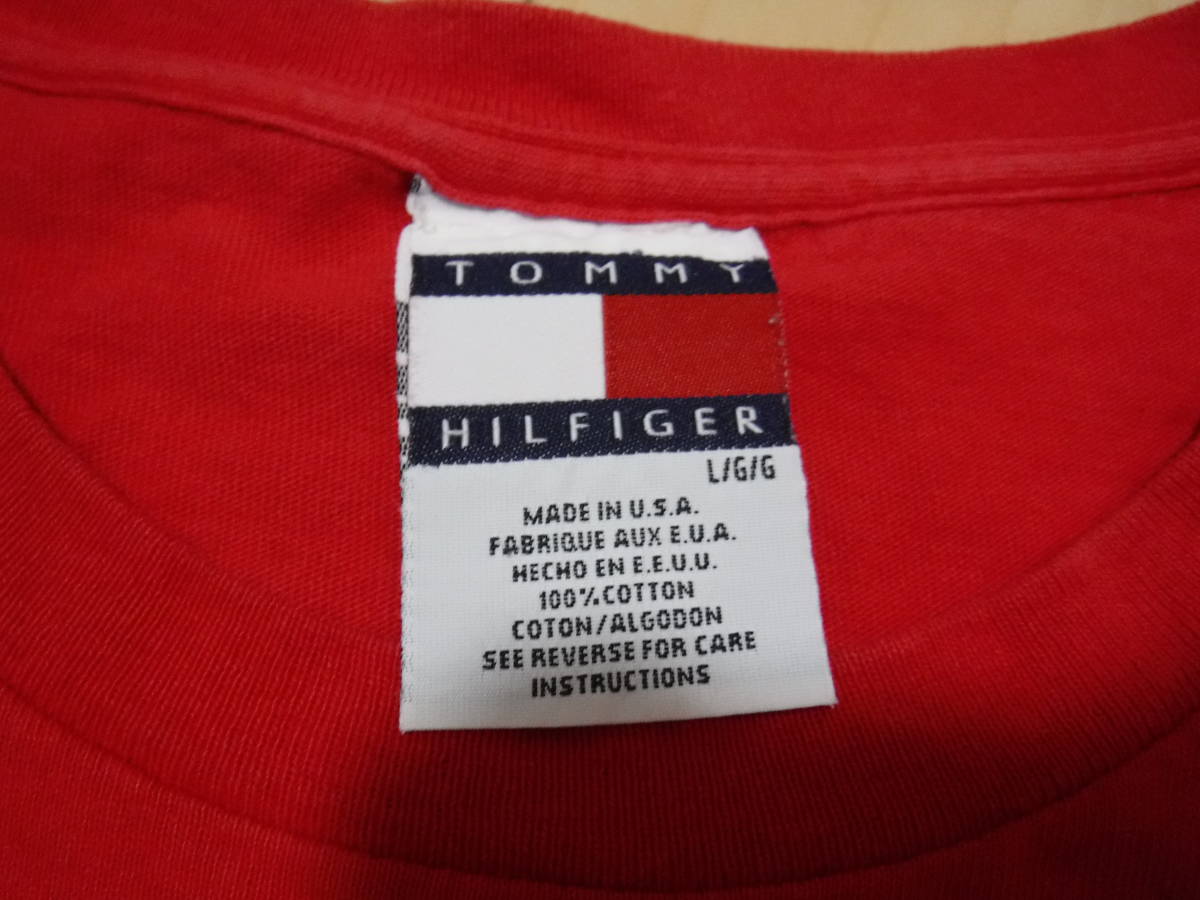 TOMMY
HILFIGER
L/G/G
MADE IN U.S.A.
FABRIQUE AUX E.U.A.
HECHO EN E.E.U.U.
100% COTTON
COTON/ALGODON
SEE REVERSE FOR CARE
INSTRUCTIONS